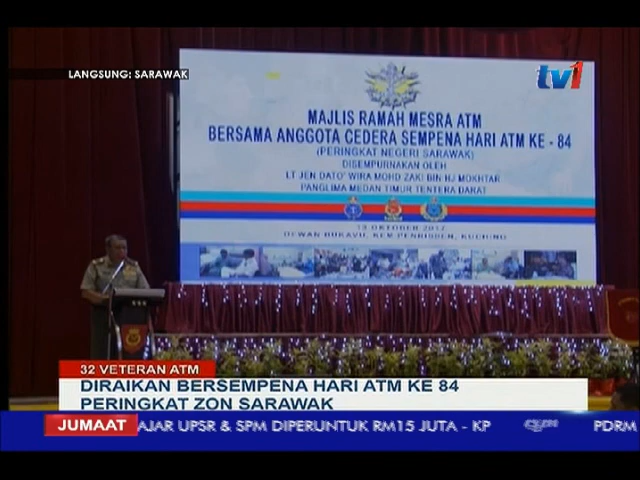 LANGSUNG: SARAWAK
tv1
MAJLIS RAMAH MESRA ATM
BERSAMA ANGGOTA CEDERA SEMPENA HARI ATM KE - 84
(PERINGKAT NEGERI SARAWAK)
DISEMPURNAKAN OLEH
LT JEN DATO' WIRA MOHD ZAKI BIN HJ MOKHTAR
PANGLIMA MEDAN TIMUR TENTERA DARAT
13 OKTOBER 2017
DEWAN BUKAVU, KEM PENRISSEN, KUCHING
32 VETERAN ATM
DIRAIKAN BERSEMPENA HARI ATM KE 84
PERINGKAT ZON SARAWAK
JUMAAT AJAR UPSR & SPM DIPERUNTUK RM15 JUTA - KP PDRM